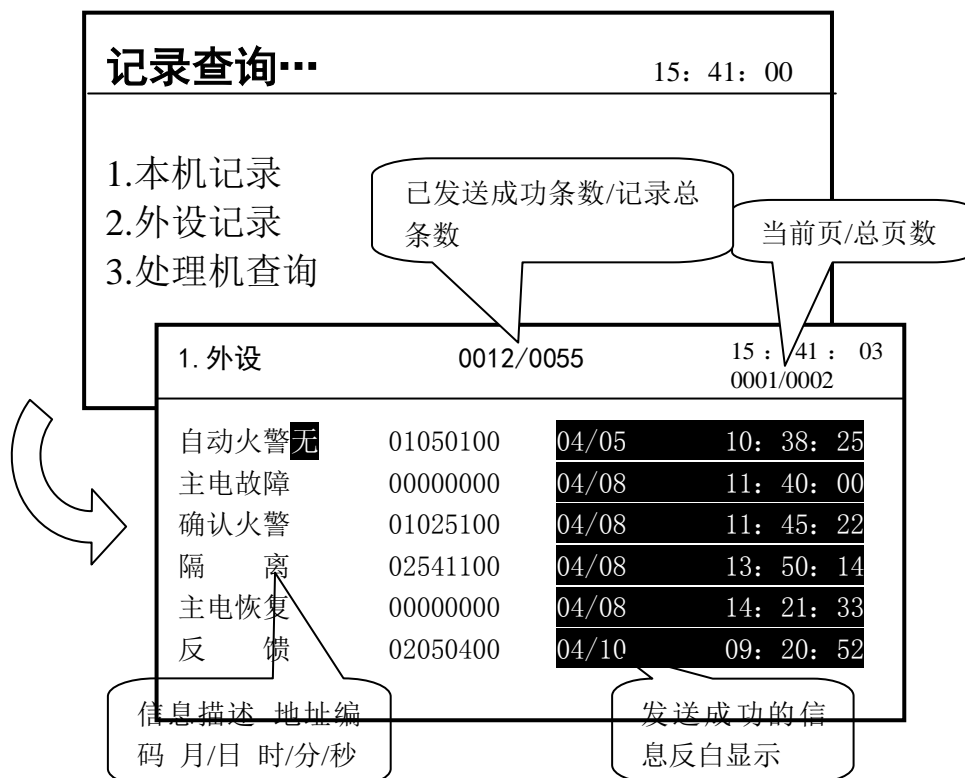 记录查询… 15：41：00
1.本机记录
2.外设记录
3.处理机查询
已发送成功条数/记录总
条数
当前页/总页数
1.外设 0012/0055 15：41：03
0001/0002
自动火警无 01050100 04/05 10：38：25
主电故障 00000000 04/08 11：40：00
确认火警 01025100 04/08 11：45：22
隔 离 02541100 04/08 13：50：14
主电恢复 00000000 04/08 14：21：33
反 馈 02050400 04/10 09：20：52
信息描述 地址编
码 月/日 时/分/秒
发送成功的信
息反白显示